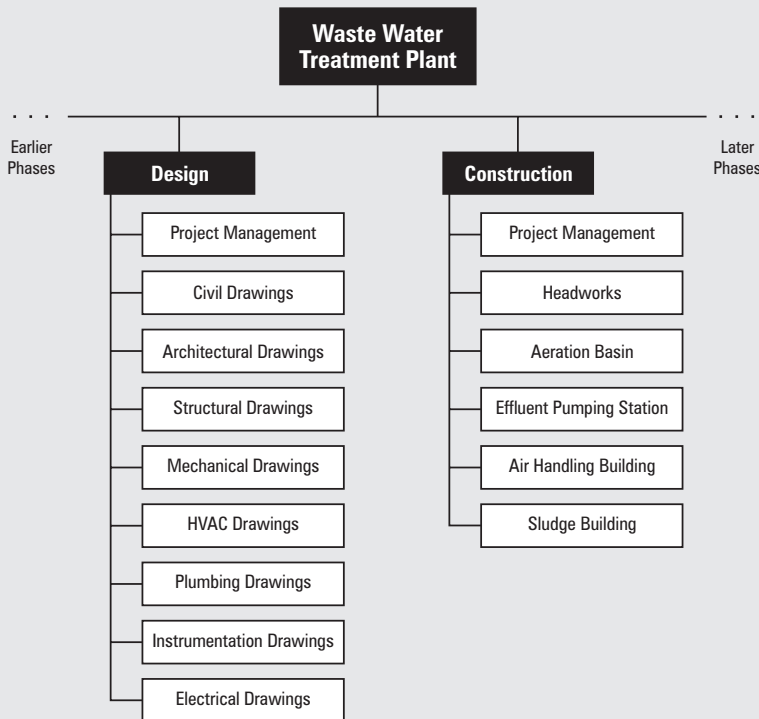 Waste Water
Treatment Plant
. . .
. . .
Earlier
Phases
Later
Phases
Design
Construction
Project Management
Civil Drawings
Architectural Drawings
Structural Drawings
Mechanical Drawings
HVAC Drawings
Plumbing Drawings
Instrumentation Drawings
Electrical Drawings
Project Management
Headworks
Aeration Basin
Effluent Pumping Station
Air Handling Building
Sludge Building